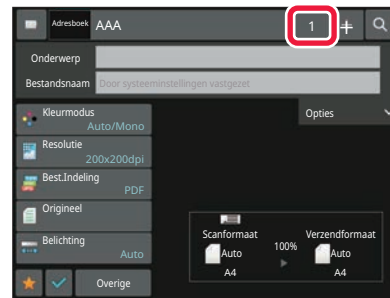 Adresboek AAA 1
Onderwerp
Bestandsnaam Door systeeminstellingen vastgezet
Kleurmodus
Auto/Mono
Opties
Resolutie
200x200dpi
Best.Indeling
PDF
Origineel
Belichting
Auto
Scanformaat
Auto
A4
100%
Verzendformaat
Auto
A4
Overige